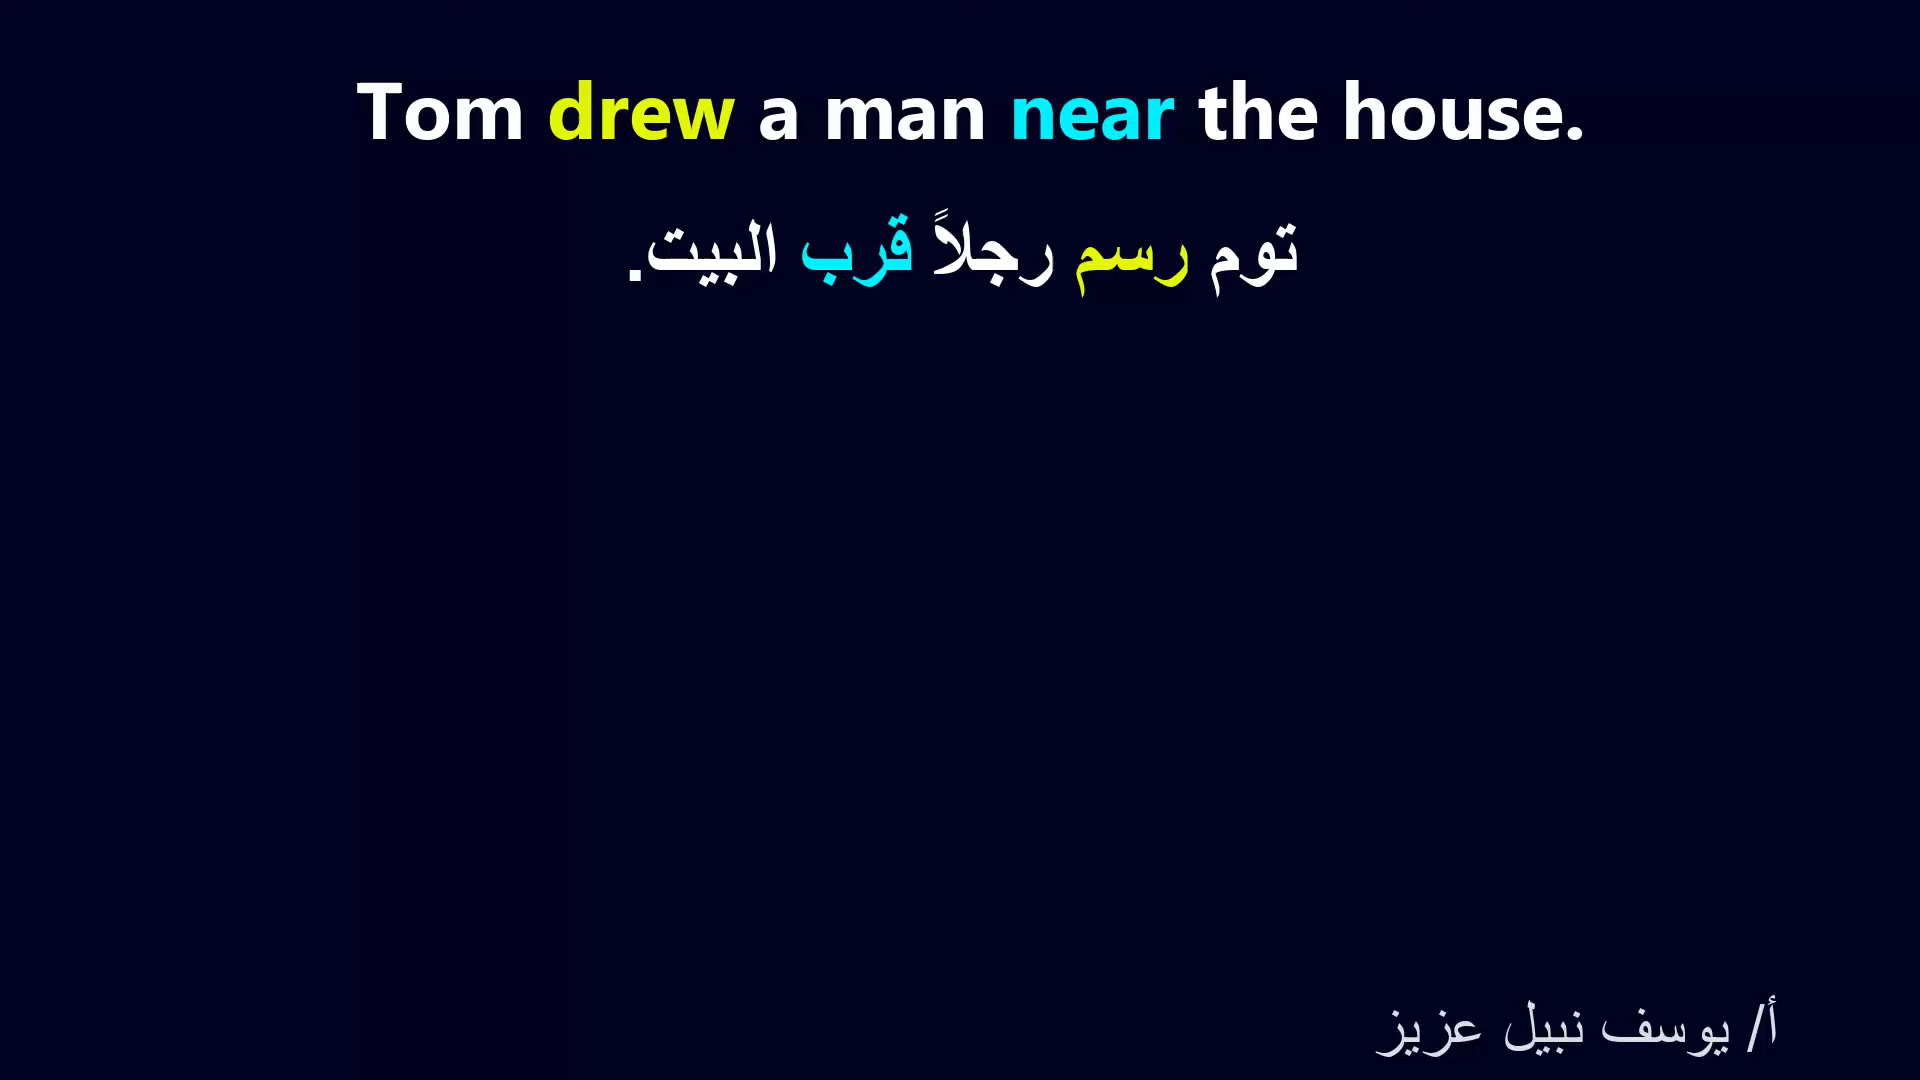 Tom drew a man near the house.
توم رسم رجلاً قرب البيت.
أ/ يوسف نبيل عزيز